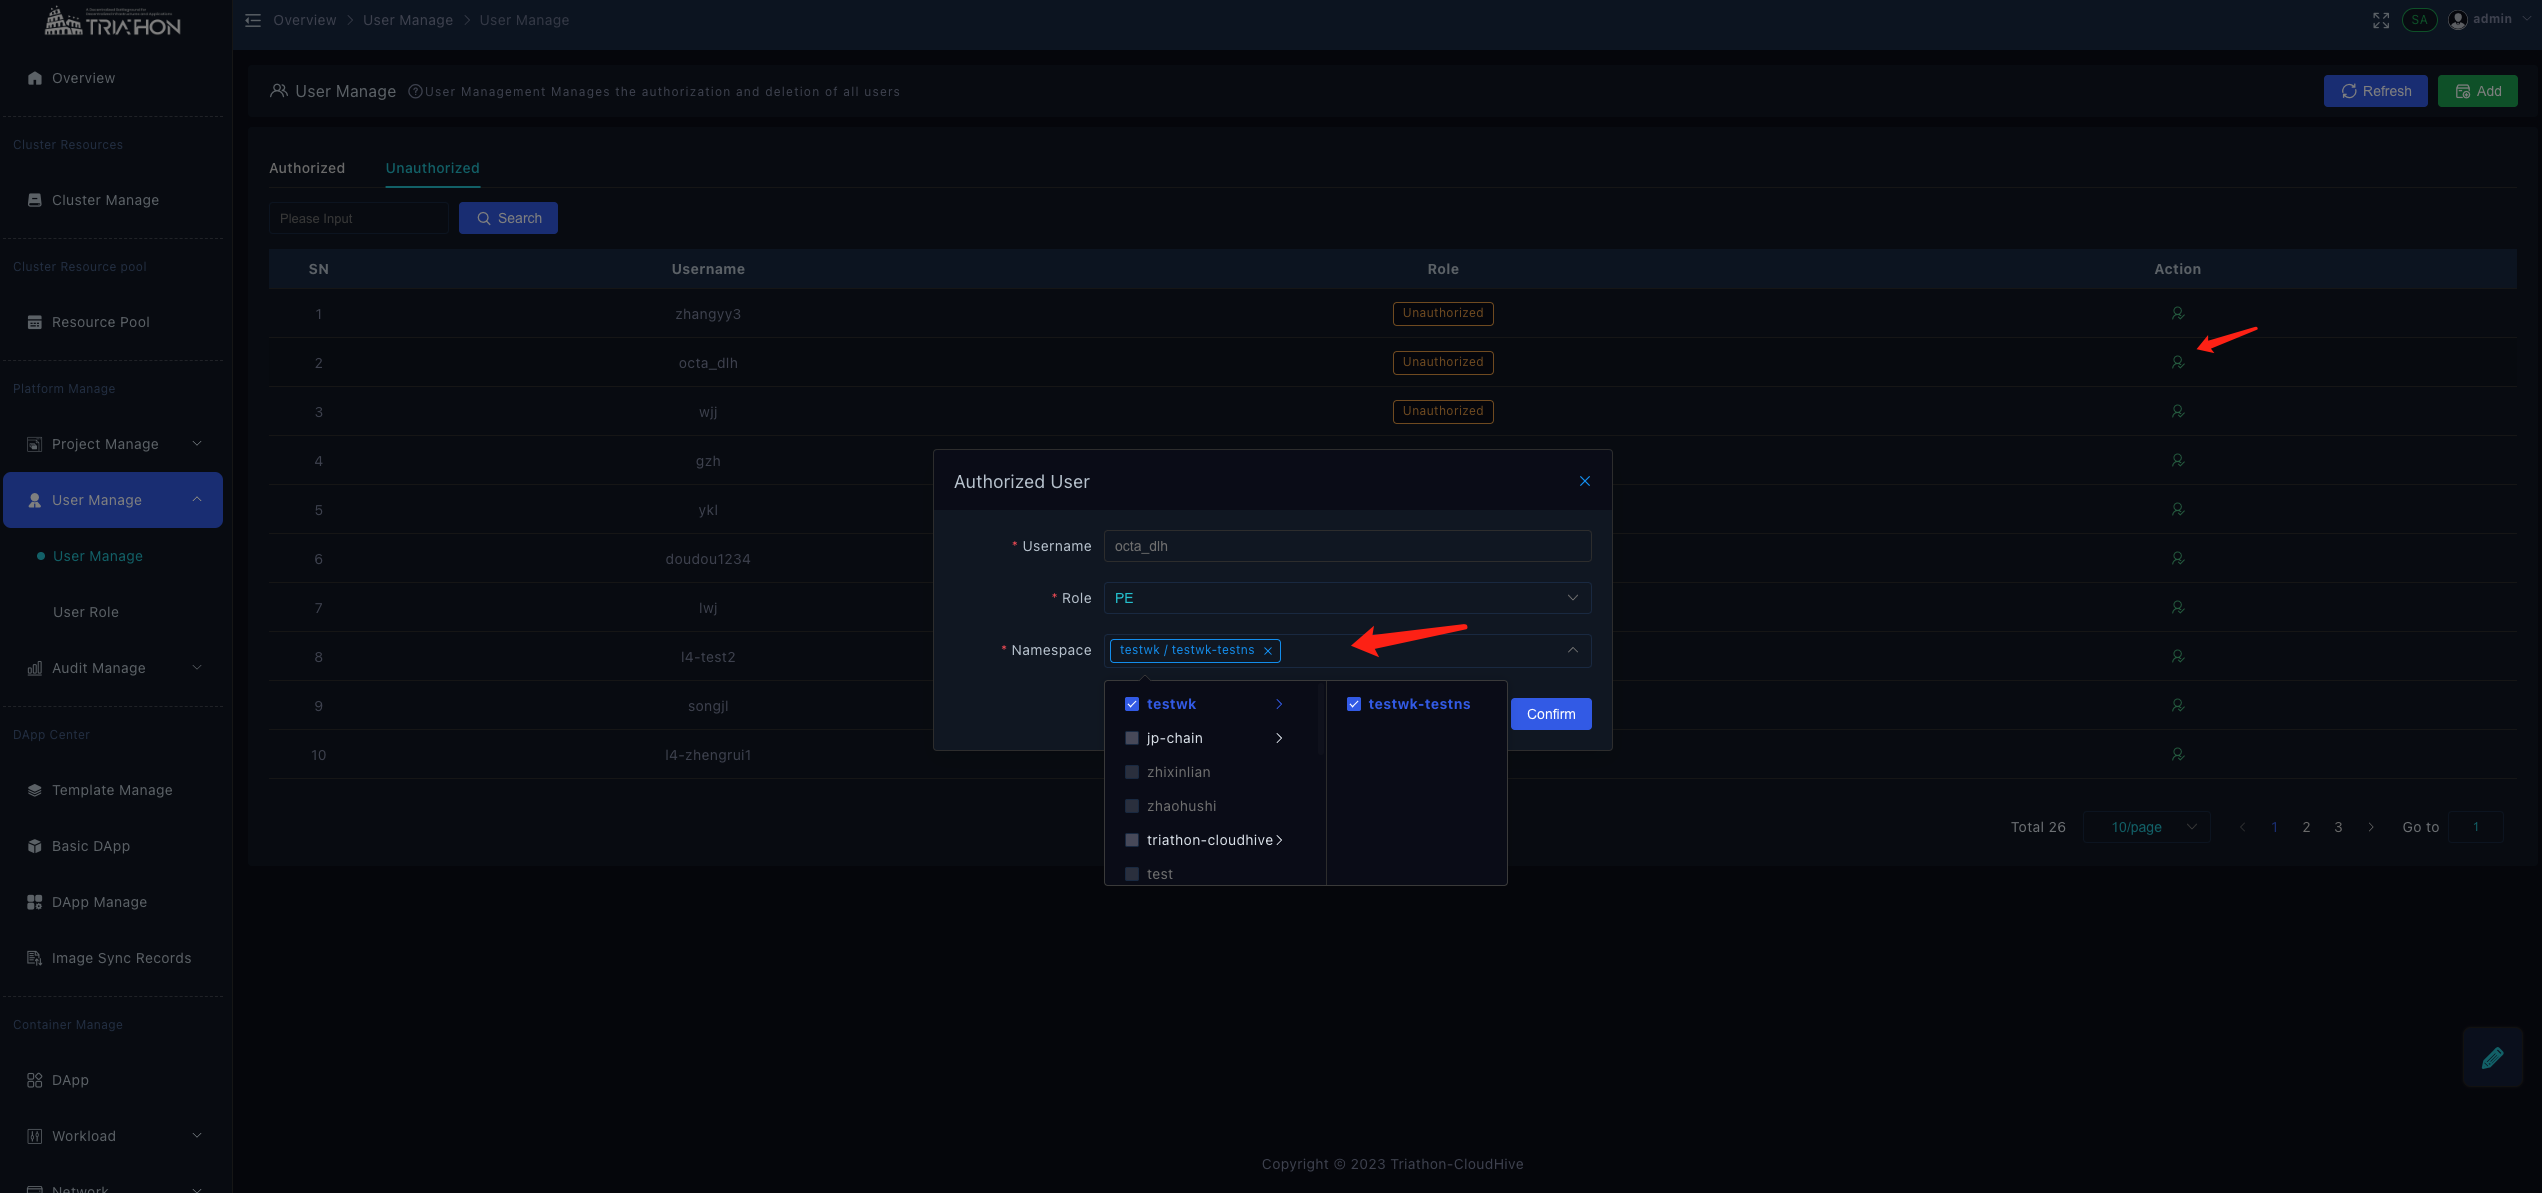 TRIATHON
Overview
Cluster Resources
Cluster Manage
Cluster Resource pool
Resource Pool
Platform Manage
Project Manage
User Manage
User Manage
User Role
Audit Manage
DApp Center
Template Manage
Basic DApp
DApp Manage
Image Sync Records
Container Manage
DApp
Workload
Network
Overview > User Manage > User Manage
SA admin
User Manage User Management Manages the authorization and deletion of all users
Refresh Add
Authorized Unauthorized
Please Input Search
SN Username Role Action
1 zhangyy3 Unauthorized
2 octa_dlh Unauthorized
3 wjj Unauthorized
4 gzh
5 ykl
6 doudou1234
7 lwj
8 l4-test2
9 songjl
10 l4-zhengrui1
Authorized User
* Username octa_dlh
* Role PE
* Namespace testwk / testwk-testns
testwk testwk-testns
jp-chain
zhixinlian
zhaohushi
triathon-cloudhive
test
Confirm
Total 26 10/page 1 2 3 Go to 1
Copyright © 2023 Triathon-CloudHive